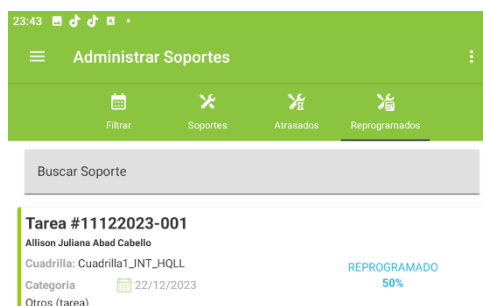 23:43
Administrar Soportes
Filtrar Soportes Atrasados Reprogramados
Buscar Soporte
Tarea #11122023-001
Allison Juliana Abad Cabello
Cuadrilla: Cuadrilla1_INT_HQLL
REPROGRAMADO
Categoria 22/12/2023 50%
Otros (tarea)